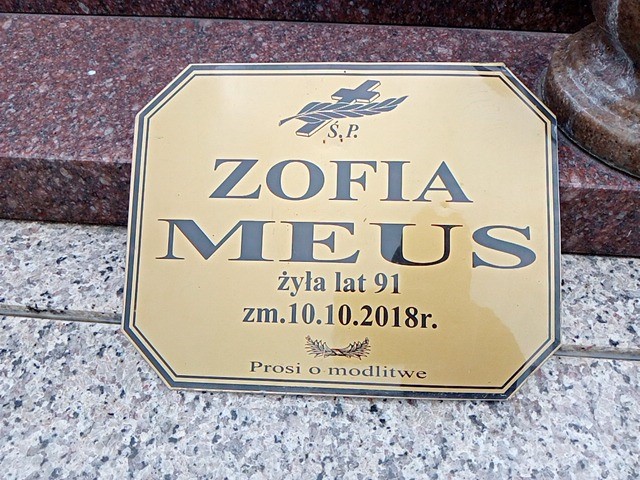 Ś.P.
ZOFIA
MEUS
żyła lat 91
zm.10.10.2018r.
Prosi o modlitwe